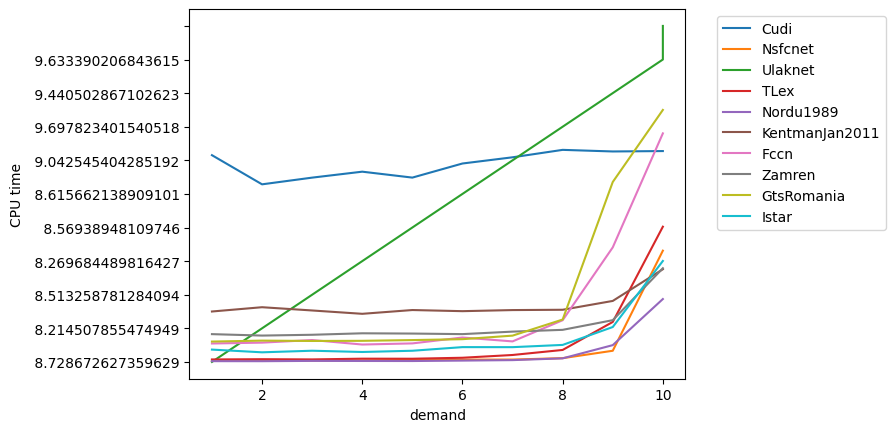 CPU time
9.633390206843615
9.440502867102623
9.697823401540518
9.042545404285192
8.615662138909101
8.56938948109746
8.269684489816427
8.513258781284094
8.214507855474949
8.728672627359629
2 4 6 8 10
demand
Cudi
Nsfcnet
Ulaknet
TLex
Nordu1989
KentmanJan2011
Fccn
Zamren
GtsRomania
Istar